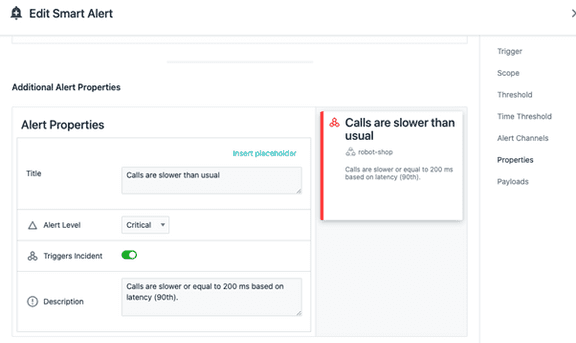 Edit Smart Alert
Additional Alert Properties
Alert Properties
Insert placeholder
Title
Calls are slower than usual
Alert Level
Critical
Triggers Incident
Description
Calls are slower or equal to 200 ms based on
latency (90th).
Calls are slower than
usual
robot-shop
Calls are slower or equal to 200 ms
based on latency (90th).
Trigger
Scope
Threshold
Time Threshold
Alert Channels
Properties
Payloads